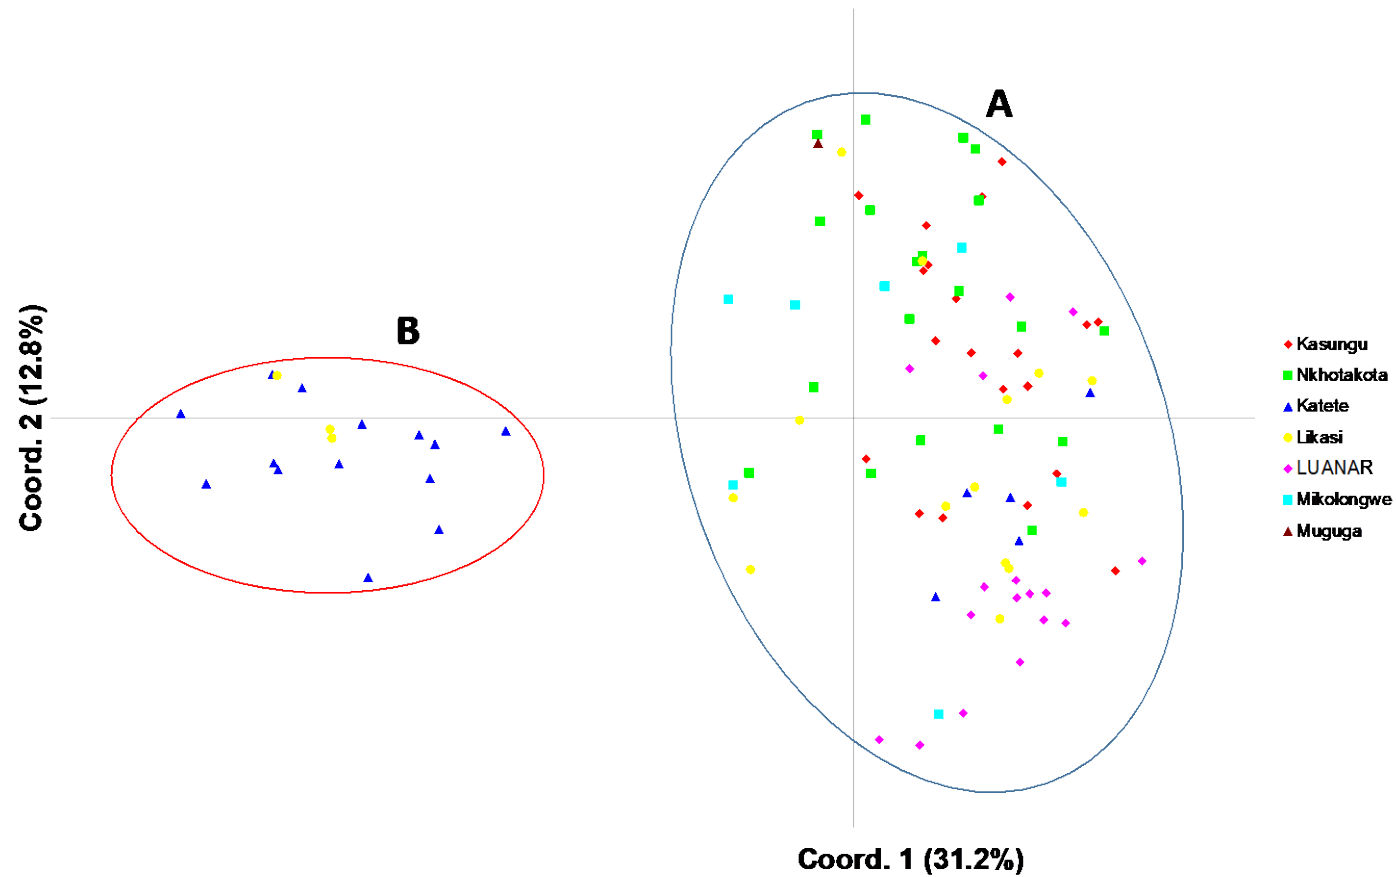 A
B
Coord. 2 (12.8%)
Kasungu
Nkhotakota
Katete
Likasi
LUANAR
Mikolongwe
Muguga
Coord. 1 (31.2%)